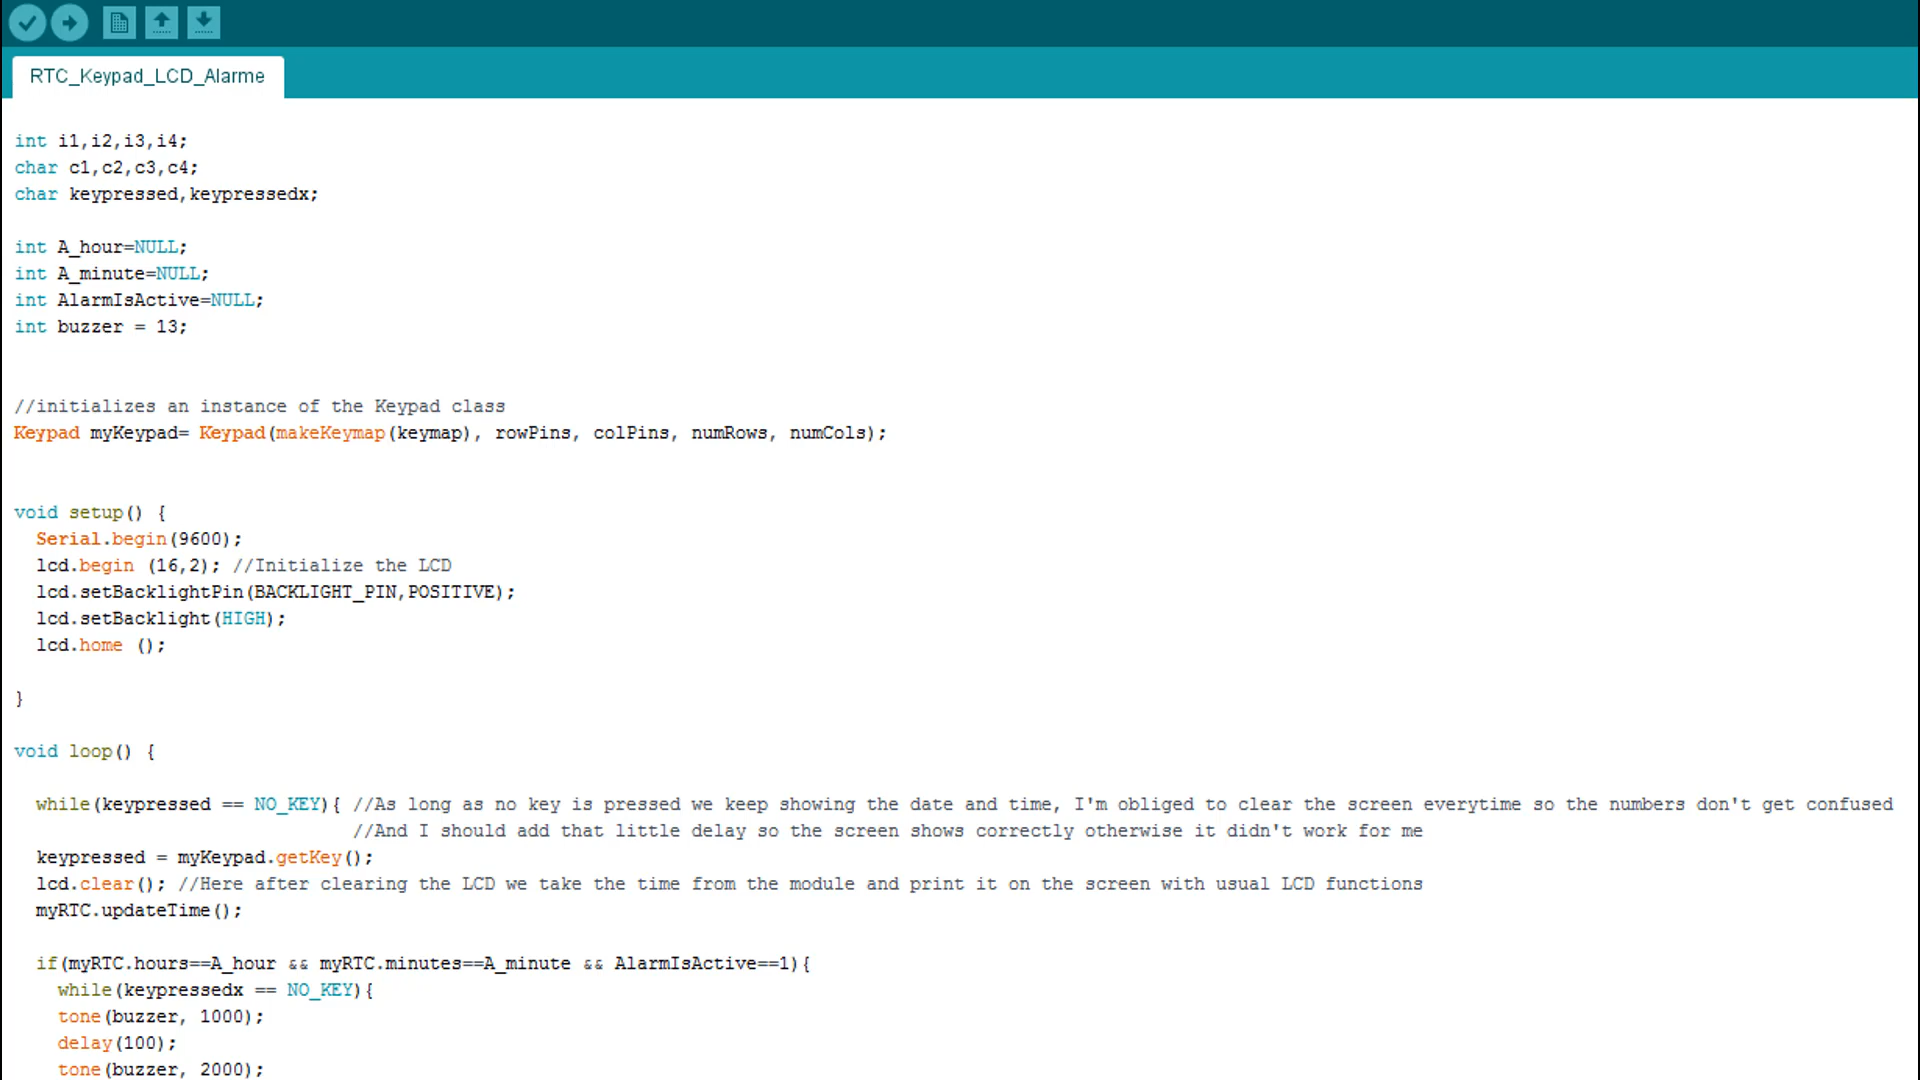 RTC_Keypad_LCD_Alarme
int i1,i2,i3,i4;
char c1,c2,c3,c4;
char keypressed,keypressedx;
int A_hour=NULL;
int A_minute=NULL;
int AlarmIsActive=NULL;
int buzzer = 13;
//initializes an instance of the Keypad class
Keypad myKeypad= Keypad(makeKeymap(keymap), rowPins, colPins, numRows, numCols);
void setup() {
Serial.begin(9600);
lcd.begin (16,2); //Initialize the LCD
lcd.setBacklightPin(BACKLIGHT_PIN,POSITIVE);
lcd.setBacklight(HIGH);
lcd.home ();
}
void loop() {
while(keypressed == NO_KEY){ //As long as no key is pressed we keep showing the date and time, I'm obliged to clear the screen everytime so the numbers don't get confused
//And I should add that little delay so the screen shows correctly otherwise it didn't work for me
keypressed = myKeypad.getKey();
lcd.clear(); //Here after clearing the LCD we take the time from the module and print it on the screen with usual LCD functions
myRTC.updateTime();
if(myRTC.hours==A_hour && myRTC.minutes==A_minute && AlarmIsActive==1){
while(keypressedx == NO_KEY){
tone(buzzer, 1000);
delay(100);
tone(buzzer, 2000);